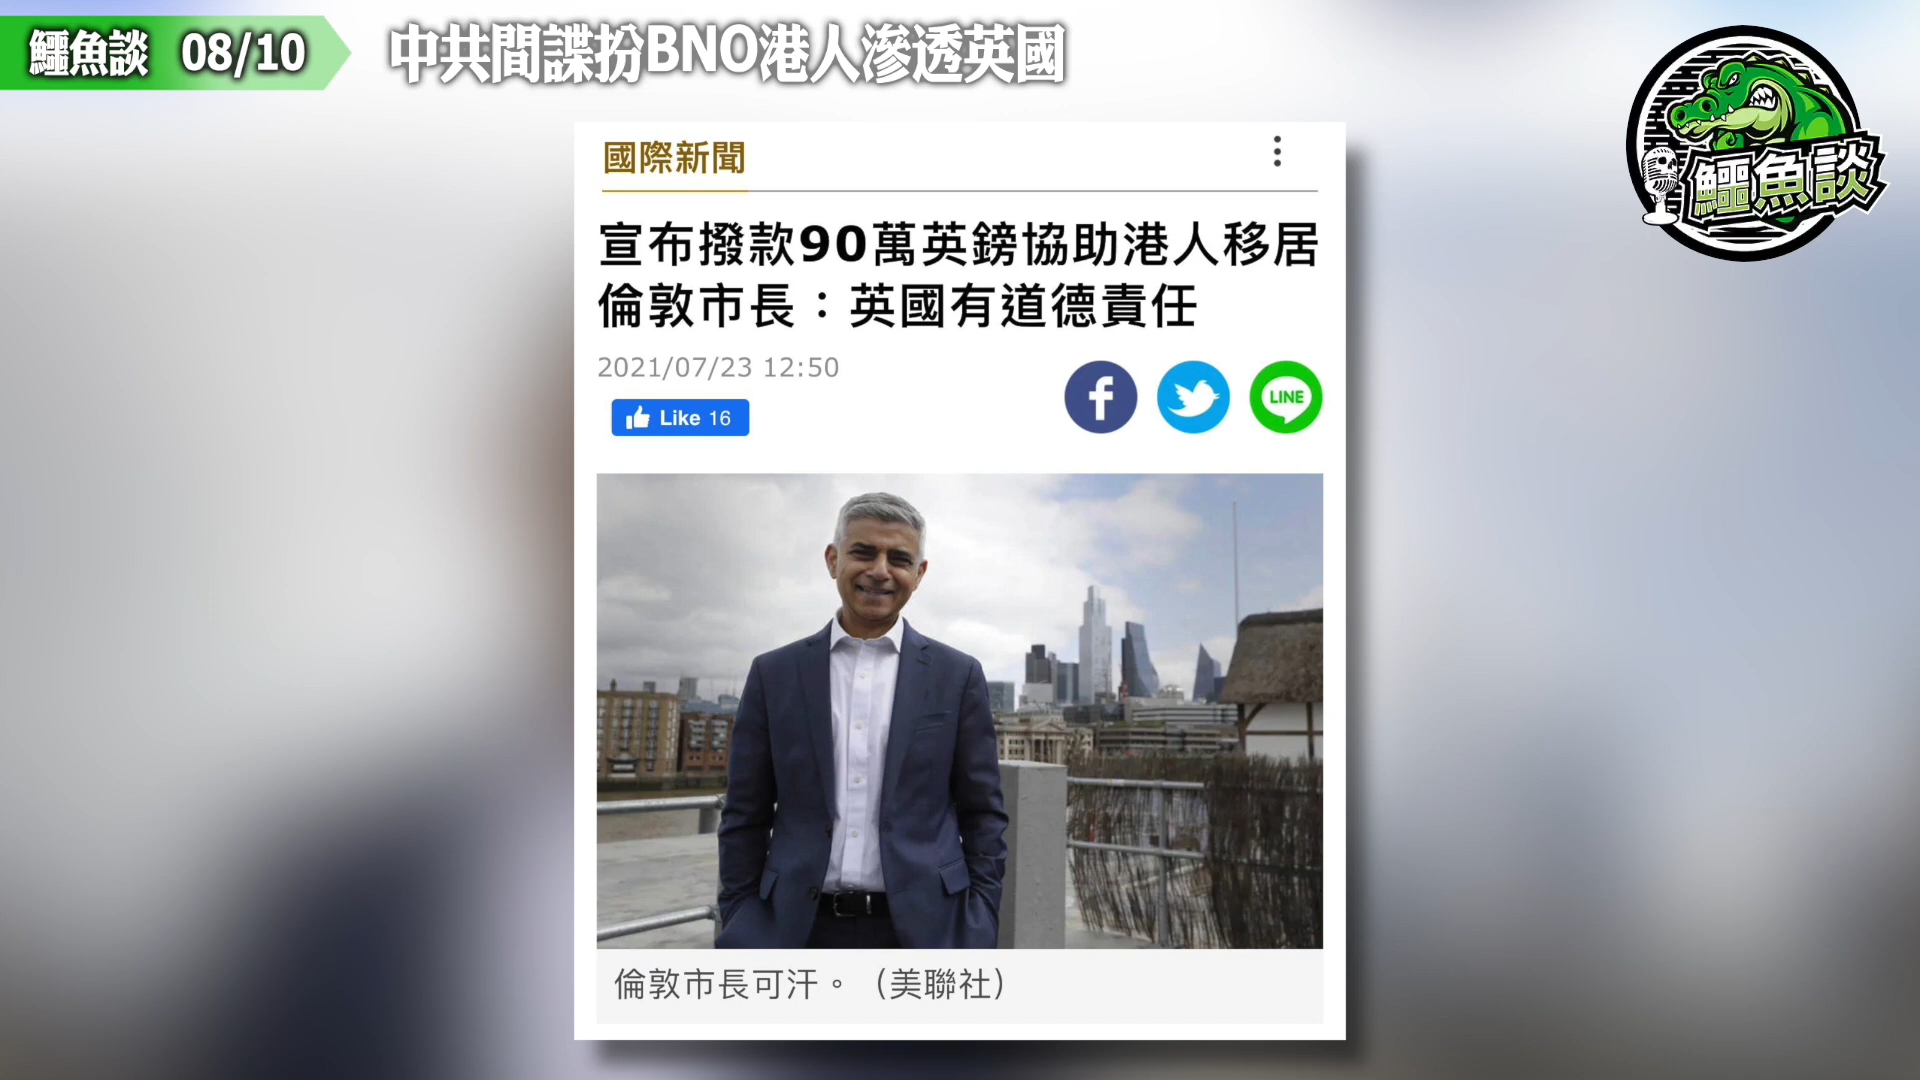 鱷魚談 08/10
中共間諜扮BNO港人滲透英國
鱷魚談
國際新聞
宣布撥款90萬英鎊協助港人移居
倫敦市長：英國有道德責任
2021/07/23 12:50
Like 16
f
LINE
倫敦市長可汗。（美聯社）